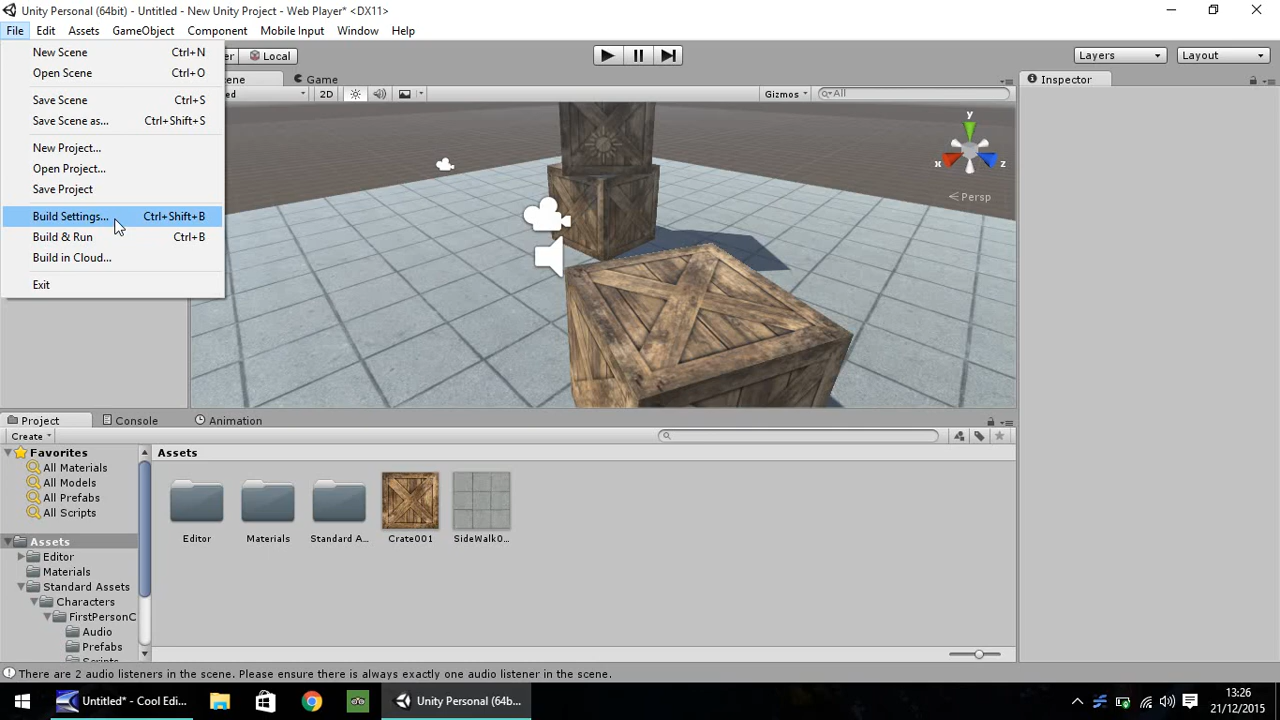 Unity Personal (64bit) - Untitled - New Unity Project - Web Player* <DX11>
File Edit Assets GameObject Component Mobile Input Window Help
New Scene Ctrl+N
Open Scene Ctrl+O
Save Scene Ctrl+S
Save Scene as... Ctrl+Shift+S
New Project...
Open Project...
Save Project
Build Settings... Ctrl+Shift+B
Build & Run Ctrl+B
Build in Cloud...
Exit
Local
Layers Layout
Game
Inspector
2D
Gizmos
All
y
x
z
Persp
Project Console Animation
Create
Favorites
All Materials
All Models
All Prefabs
All Scripts
Assets
Editor
Materials
Standard Assets
Characters
FirstPersonC
Audio
Prefabs
Assets
Editor Materials Standard A... Crate001 SideWalk0...
There are 2 audio listeners in the scene. Please ensure there is always exactly one audio listener in the scene.
Untitled* - Cool Edi...
Unity Personal (64b...
13:26
21/12/2015